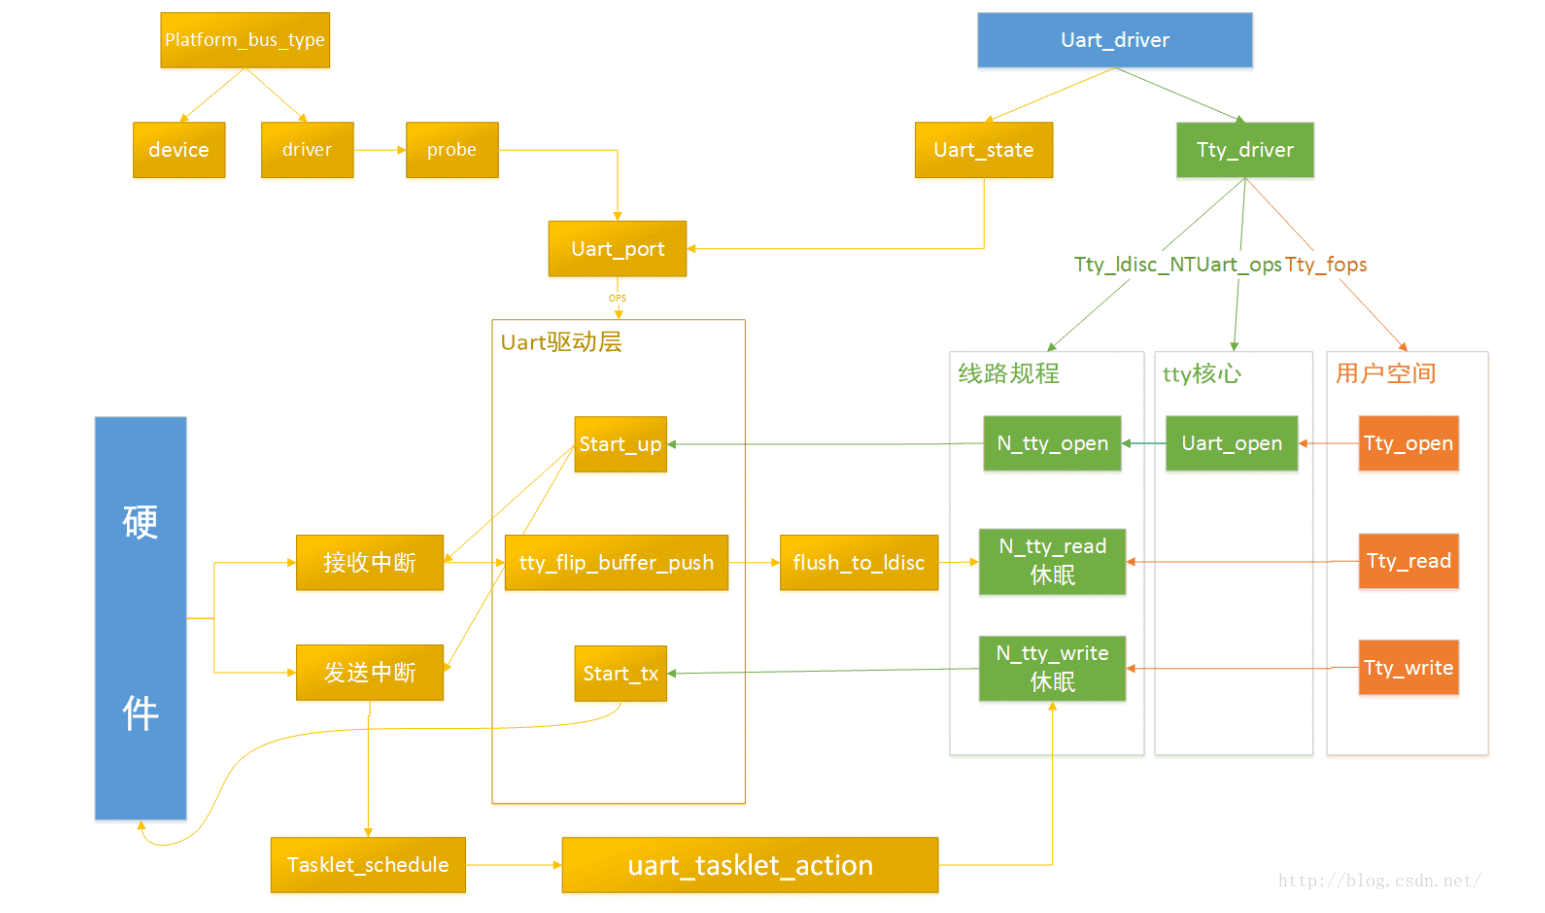 Platform_bus_type
Uart_driver
device
driver
probe
Uart_state
Tty_driver
Uart_port
Tty_ldisc_NTUart_ops
Tty_fops
OPS
Uart驱动层
线路规程
tty核心
用户空间
硬
件
Start_up
N_tty_open
Uart_open
Tty_open
接收中断
tty_flip_buffer_push
flush_to_ldisc
N_tty_read
休眠
Tty_read
发送中断
Start_tx
N_tty_write
休眠
Tty_write
Tasklet_schedule
uart_tasklet_action
http://blog.csdn.net/